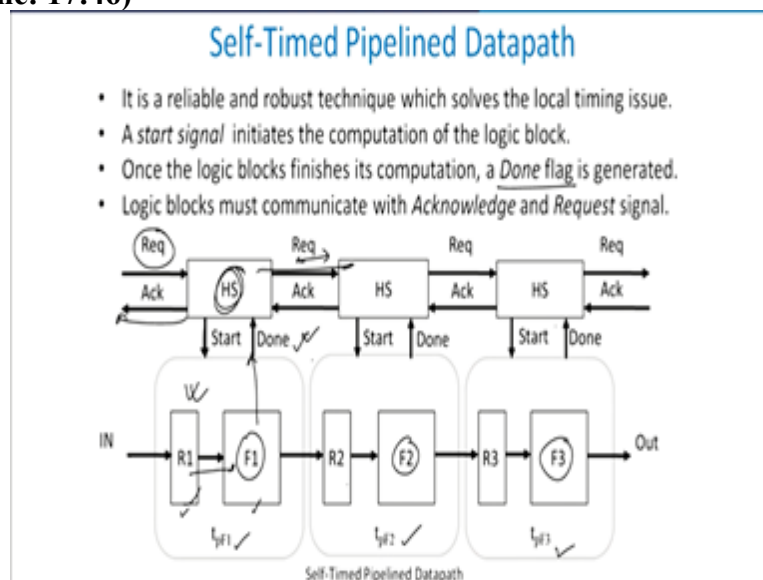 Self-Timed Pipelined Datapath
• It is a reliable and robust technique which solves the local timing issue.
• A start signal initiates the computation of the logic block.
• Once the logic blocks finishes its computation, a Done flag is generated.
• Logic blocks must communicate with Acknowledge and Request signal.
Req Req Req Req
HS HS HS
Ack Ack Ack Ack
Start Done Start Done Start Done
IN R1 F1 R2 F2 R3 F3 Out
tpF1 tpF2 tpF3
Self-Timed Pipelined Datapath